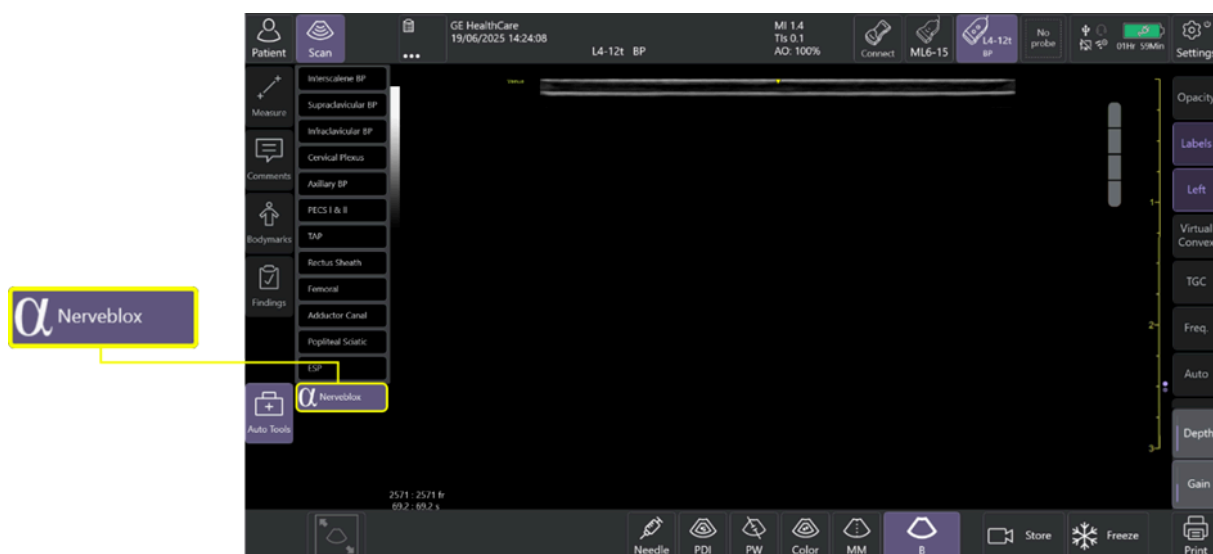 Patient
Scan
GE HealthCare
19/06/2025 14:24:08
L4-12t BP
MI 1.4
TIs 0.1
AO: 100%
Connect
ML6-15
L4-12t
BP
No
probe
01Hr 59Min
Settings
Measure
Comments
Bodymarks
Findings
Auto Tools
Interscalene BP
Supraclavicular BP
Infraclavicular BP
Cervical Plexus
Axillary BP
PECS I & II
TAP
Rectus Sheath
Femoral
Adductor Canal
Popliteal Sciatic
ESP
α Nerveblox
α Nerveblox
1
2
3
Opacity
Labels
Left
Virtual
Convex
TGC
Freq.
Auto
Depth
Gain
2571 : 2571 fr
69.2 : 69.2 s
Needle
PDI
PW
Color
MM
B
Store
Freeze
Print